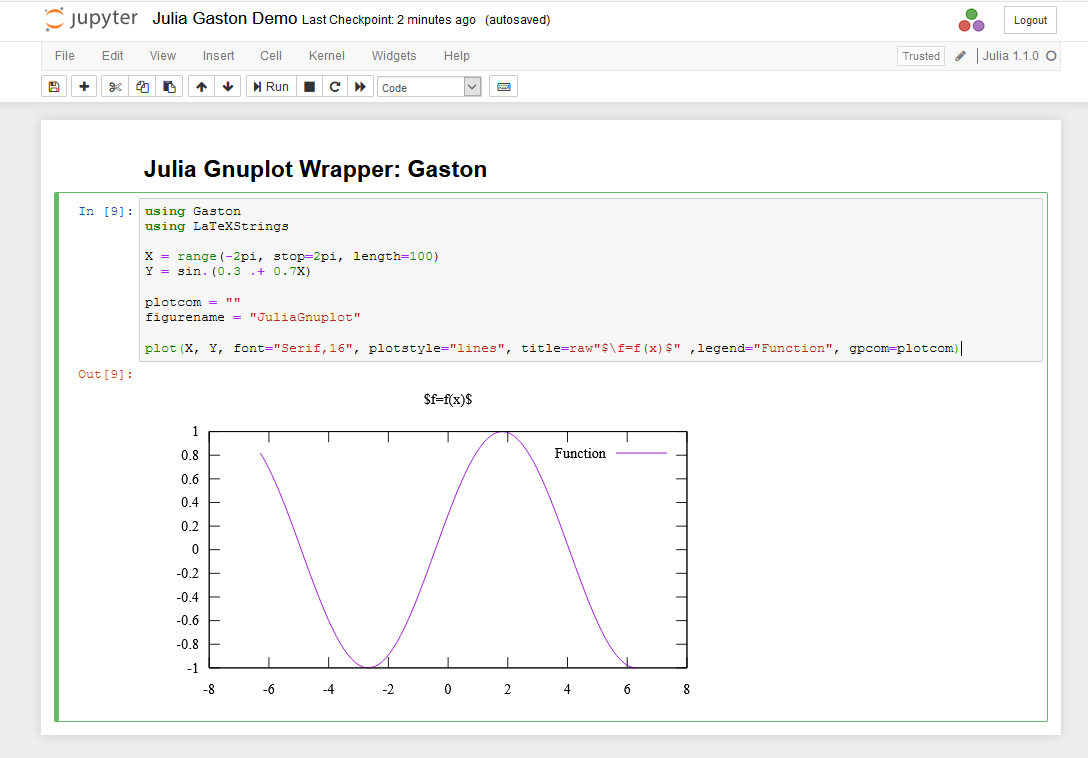 jupyter Julia Gaston Demo Last Checkpoint: 2 minutes ago (autosaved)
Logout
File Edit View Insert Cell Kernel Widgets Help
Trusted Julia 1.1.0
Run Code
Julia Gnuplot Wrapper: Gaston
In [9]: using Gaston
using LaTeXStrings
X = range(-2pi, stop=2pi, length=100)
Y = sin.(0.3 .+ 0.7X)
plotcom = ""
figurename = "JuliaGnuplot"
plot(X, Y, font="Serif,16", plotstyle="lines", title=raw"$\f=f(x)$" ,legend="Function", gpcom=plotcom)
Out[9]:
$f=f(x)$
Function
1
0.8
0.6
0.4
0.2
0
-0.2
-0.4
-0.6
-0.8
-1
-8 -6 -4 -2 0 2 4 6 8